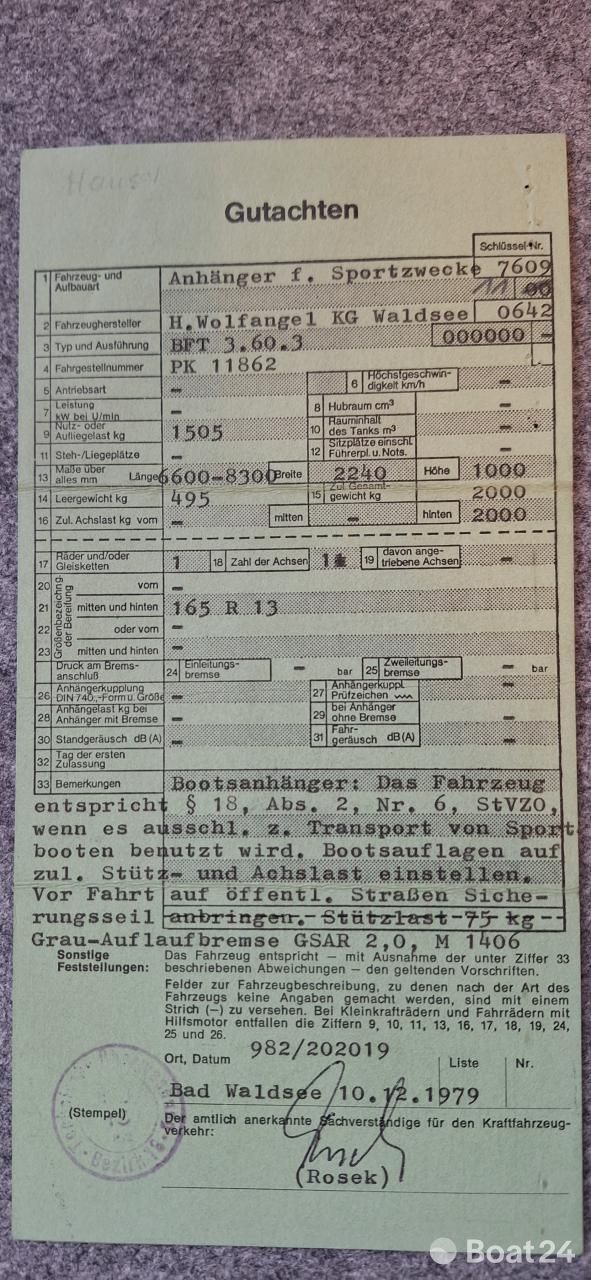 Gutachten
Schlüssel-Nr.
1 Fahrzeug- und Aufbauart Anhänger f. Sportzwecke 7609
11 00
2 Fahrzeughersteller H.Wolfangel KG Waldsee 0642
3 Typ und Ausführung BFT 3.60.3 000000 –
4 Fahrgestellnummer PK 11862
5 Antriebsart – 6 Höchstgeschwindigkeit km/h –
7 Leistung kW bei U/min – 8 Hubraum cm³ –
9 Nutz- oder Aufliegelast kg 1505 10 Rauminhalt des Tanks m³ –
11 Steh-/Liegeplätze – 12 Sitzplätze einschl. Führerpl. u. Nots. –
13 Maße über alles mm Länge 6600-8300 Breite 2240 Höhe 1000
14 Leergewicht kg 495 15 Zul. Gesamtgewicht kg 2000
16 Zul. Achslast kg vorn – mitten – hinten 2000
17 Räder und/oder Gleisketten 1 18 Zahl der Achsen 1 19 davon angetriebene Achsen –
Größenbezeichng. der Bereifung
20 vorn –
21 mitten und hinten 165 R 13
22 oder vorn –
23 mitten und hinten –
Druck am Bremsanschluß 24 Einleitungsbremse – bar 25 Zweileitungsbremse – bar
26 Anhängerkupplung DIN 740.,-Form u. Größe – 27 Anhängerkuppl. Prüfzeichen –
28 Anhängelast kg bei Anhänger mit Bremse – 29 bei Anhänger ohne Bremse –
30 Standgeräusch dB (A) – 31 Fahrgeräusch dB (A) –
32 Tag der ersten Zulassung
33 Bemerkungen Bootsanhänger: Das Fahrzeug
entspricht § 18, Abs. 2, Nr. 6, StVZO,
wenn es ausschl. z. Transport von Sport
booten benutzt wird. Bootsauflagen auf
zul. Stütz- und Achslast einstellen.
Vor Fahrt auf öffentl. Straßen Siche-
rungsseil anbringen.- Stützlast 75 kg --
Grau-Auflaufbremse GSAR 2,0, M 1406
Sonstige Feststellungen:
Das Fahrzeug entspricht – mit Ausnahme der unter Ziffer 33
beschriebenen Abweichungen – den geltenden Vorschriften.
Felder zur Fahrzeugbeschreibung, zu denen nach der Art des
Fahrzeugs keine Angaben gemacht werden, sind mit einem
Strich (–) zu versehen. Bei Kleinkrafträdern und Fahrrädern mit
Hilfsmotor entfallen die Ziffern 9, 10, 11, 13, 16, 17, 18, 19, 24,
25 und 26.
Ort, Datum 982/202019 Liste Nr.
Bad Waldsee 10.12.1979
(Stempel)
Der amtlich anerkannte Sachverständige für den Kraftfahrzeug-
verkehr:
(Rosek)
Boat24